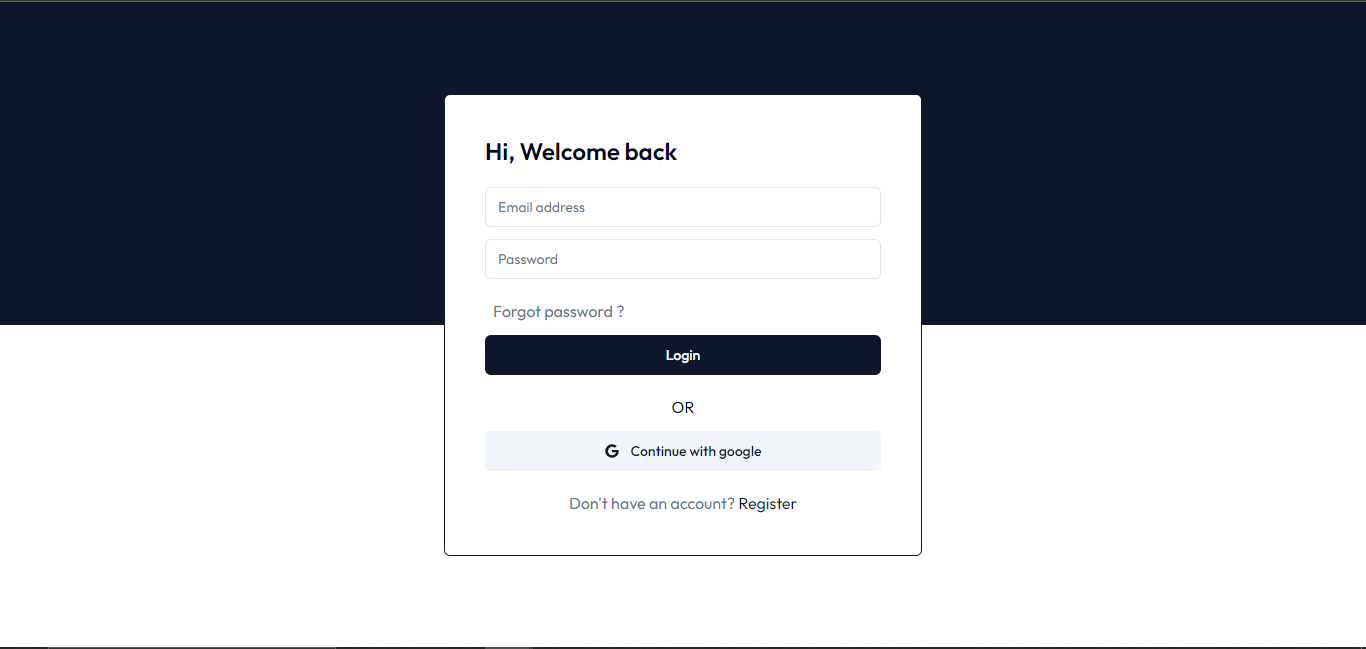 Hi, Welcome back
Email address
Password
Forgot password ?
Login
OR
G Continue with google
Don't have an account? Register